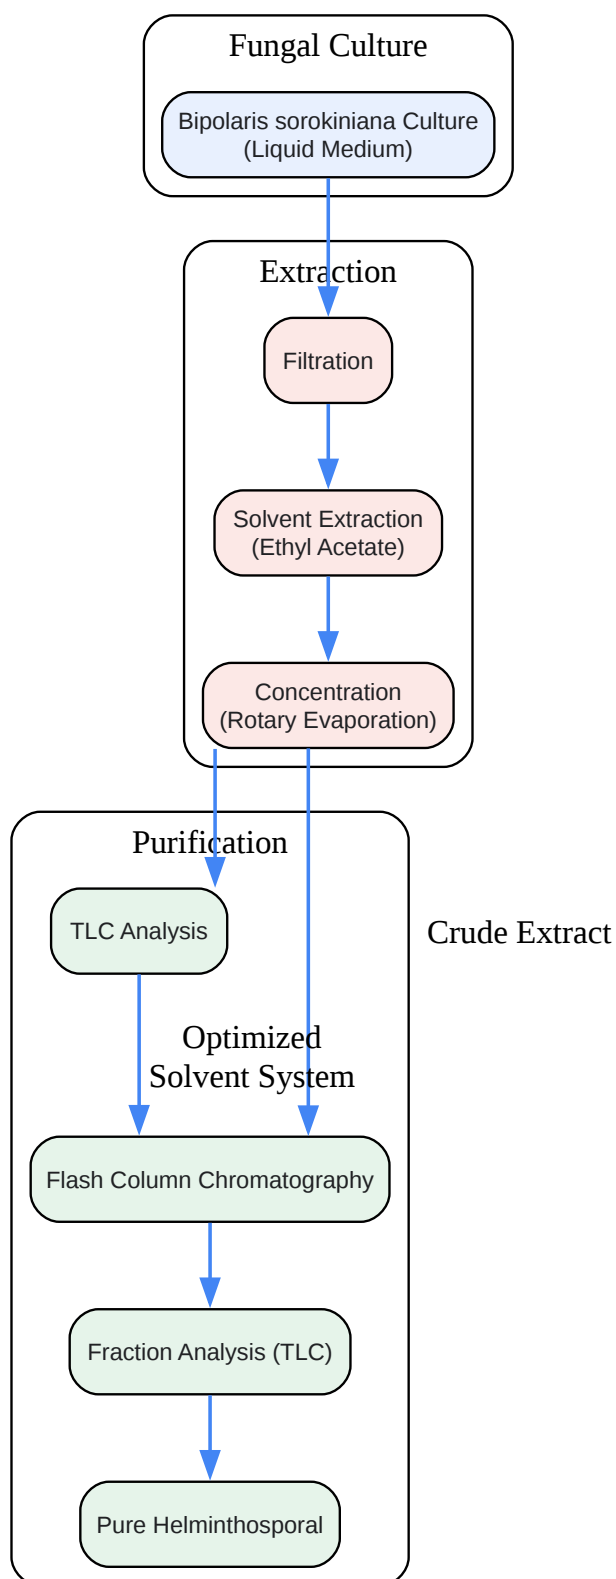 Fungal Culture
Bipolaris sorokiniana Culture
(Liquid Medium)
Extraction
Filtration
Solvent Extraction
(Ethyl Acetate)
Concentration
(Rotary Evaporation)
Purification
TLC Analysis
Crude Extract
Optimized
Solvent System
Flash Column Chromatography
Fraction Analysis (TLC)
Pure Helminthosporal